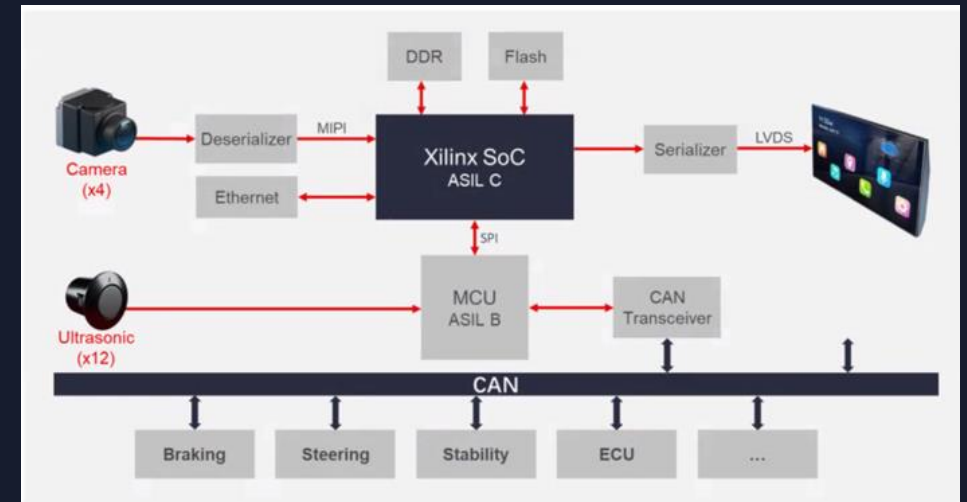 DDR
Flash
Camera
(x4)
Deserializer
MIPI
Ethernet
Xilinx SoC
ASIL C
Serializer
LVDS
SPI
Ultrasonic
(x12)
MCU
ASIL B
CAN
Transceiver
CAN
Braking
Steering
Stability
ECU
...